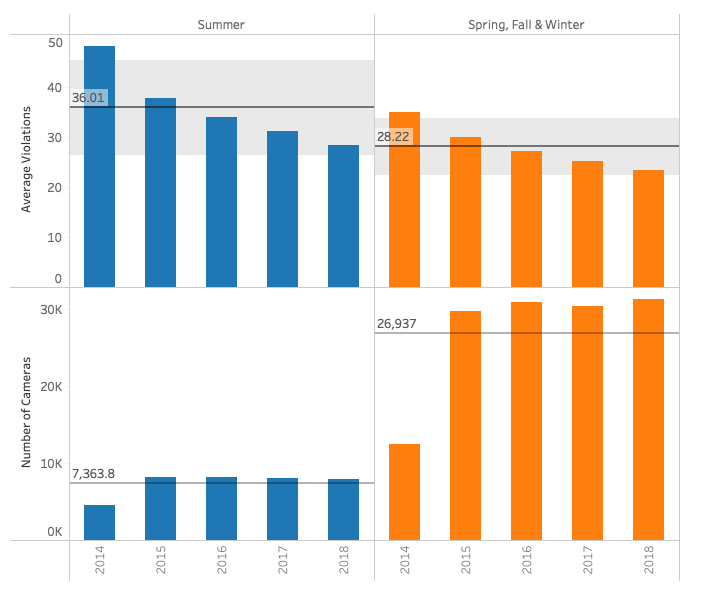 Summer
Spring, Fall & Winter
Average Violations
50
40
30
20
10
0
36.01
28.22
Number of Cameras
30K
20K
10K
0K
7,363.8
26,937
2014
2015
2016
2017
2018
2014
2015
2016
2017
2018